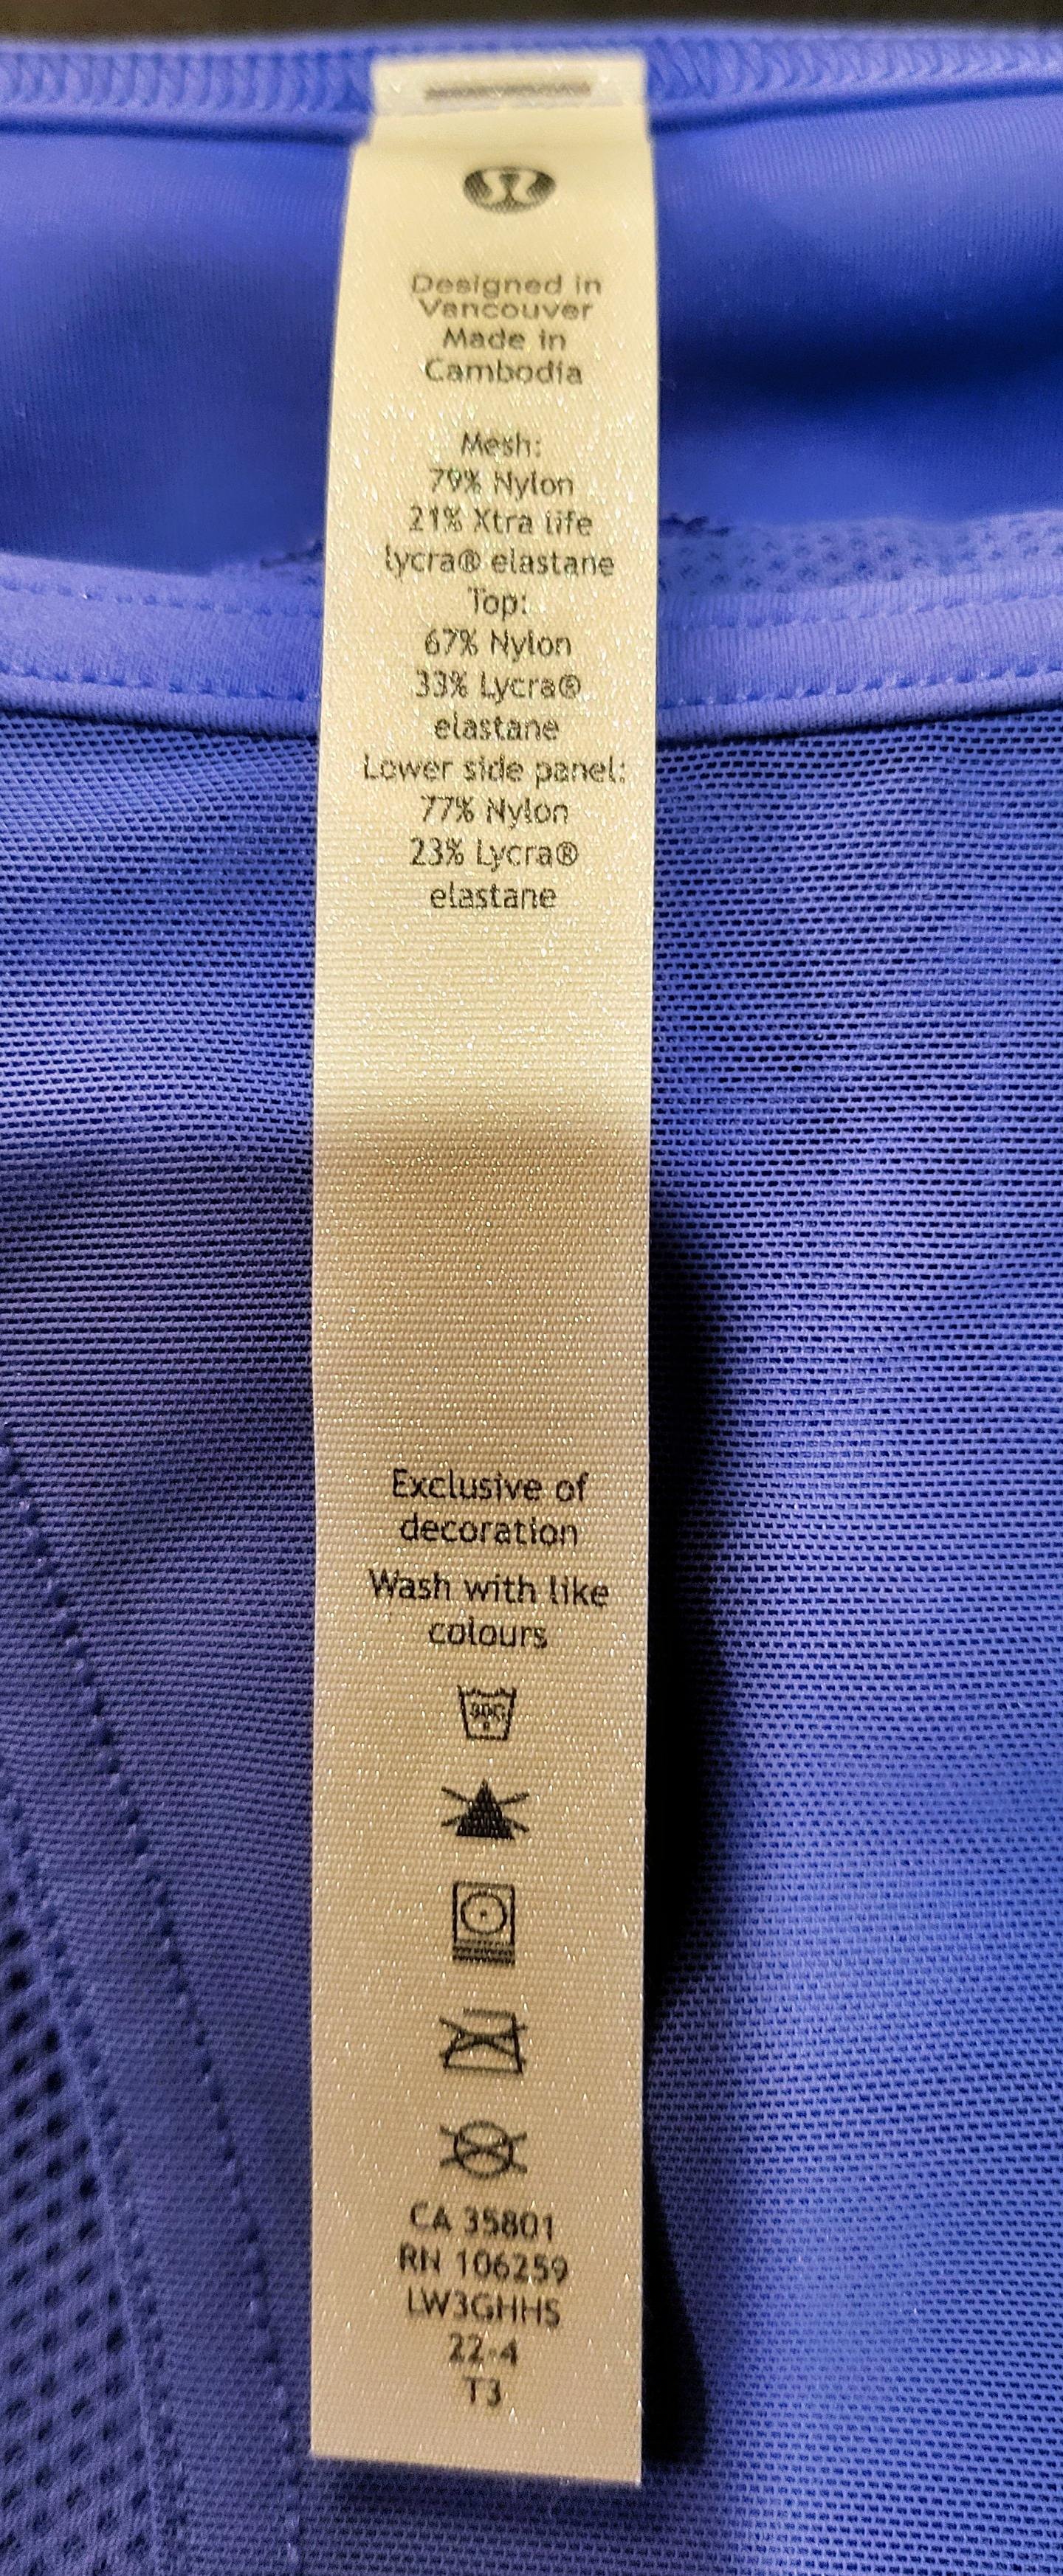 Designed in
Vancouver
Made in
Cambodia
Mesh:
79% Nylon
21% Xtra life
lycra® elastane
Top:
67% Nylon
33% Lycra®
elastane
Lower side panel:
77% Nylon
23% Lycra®
elastane
Exclusive of
decoration
Wash with like
colours
30C
CA 35801
RN 106259
LW3GHHS
22-4
T3